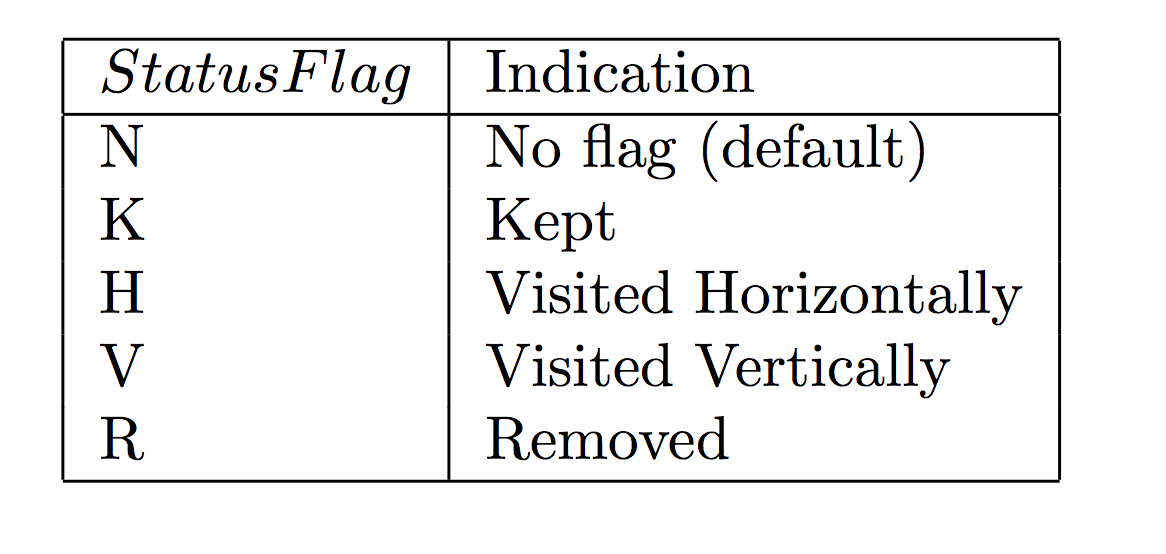 StatusFlag Indication
N No flag (default)
K Kept
H Visited Horizontally
V Visited Vertically
R Removed